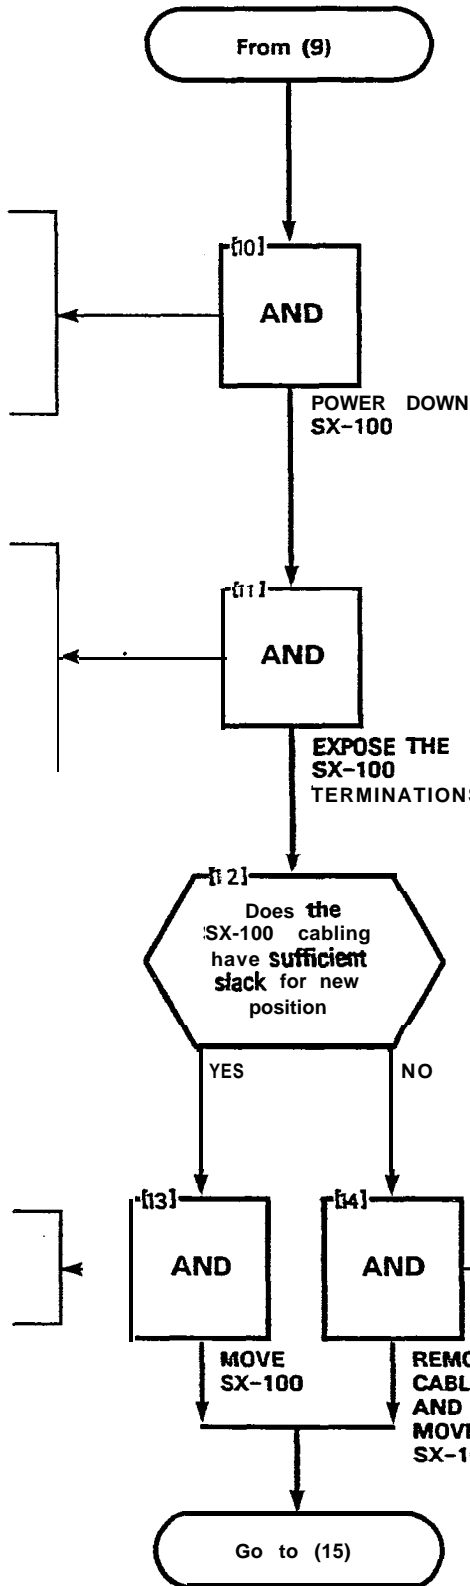 From (9)
[10]
AND
POWER DOWN
SX-100
[11]
AND
EXPOSE THE
SX-100
TERMINATIONS
[12]
Does the
SX-100 cabling
have sufficient
slack for new
position
YES
NO
[13]
AND
[14]
AND
MOVE
SX-100
AND
Go to (15)